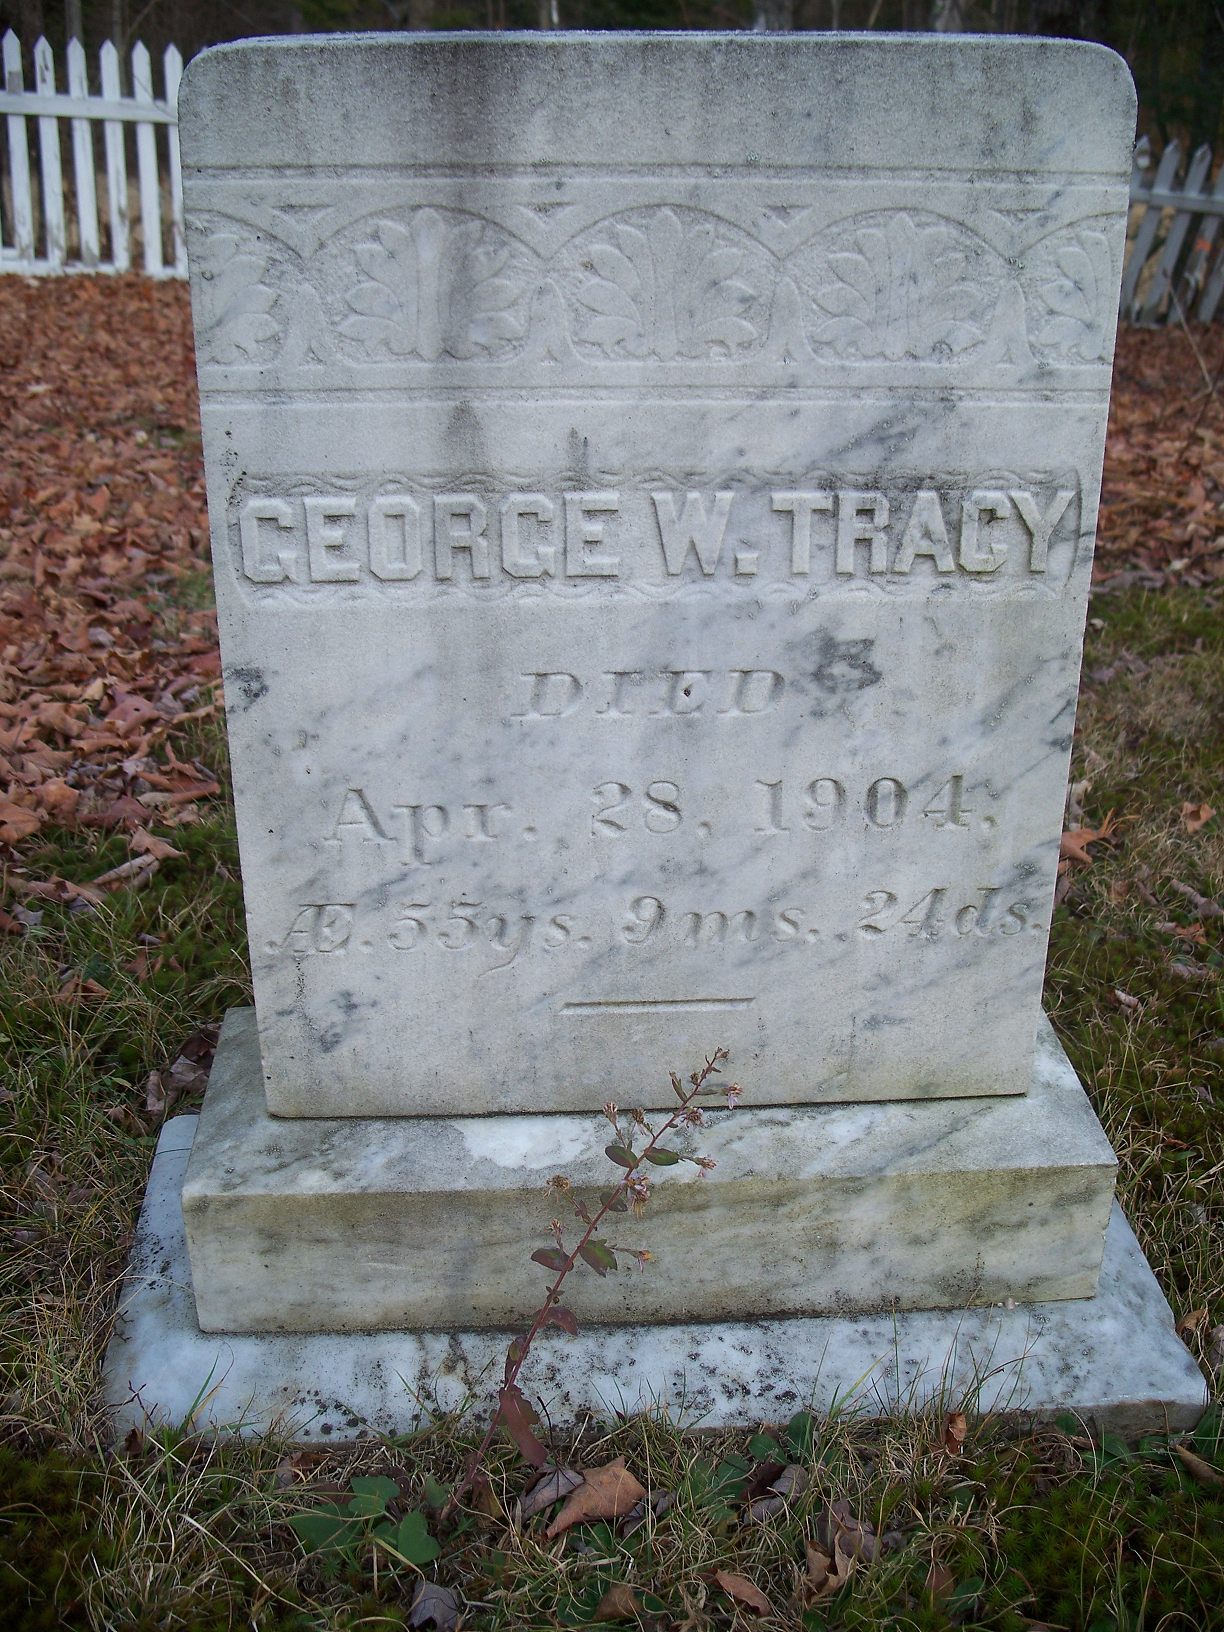 GEORGE W. TRACY
DIED
Apr. 28, 1904.
Æ. 55ys. 9ms. 24ds.